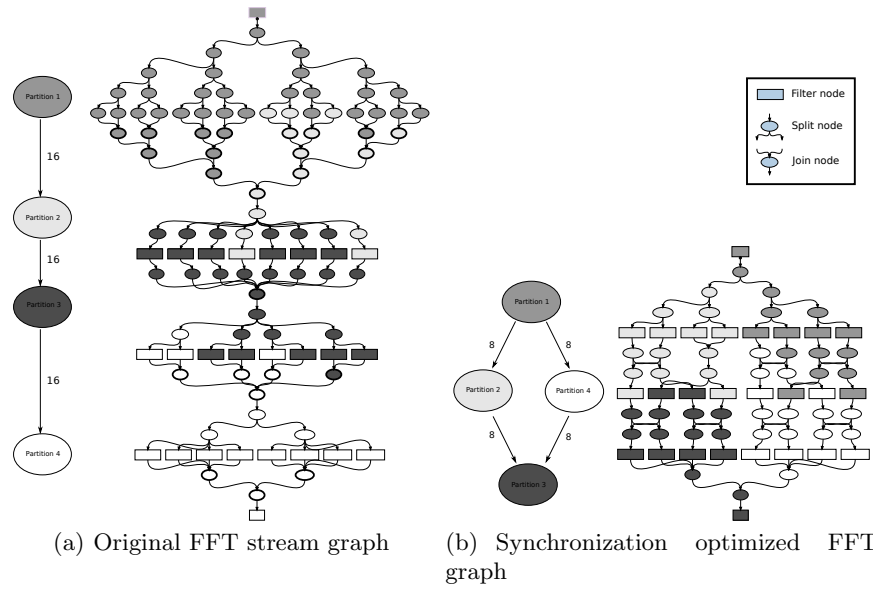 Partition 1
16
Partition 2
16
Partition 3
16
Partition 4
Filter node
Split node
Join node
Partition 1
8
8
Partition 2
Partition 4
8
8
Partition 3
(a) Original FFT stream graph
(b) Synchronization optimized FFT
graph